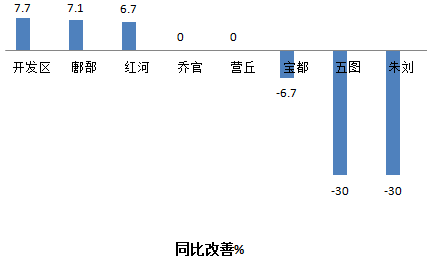 7.7 7.1 6.7 0 0
开发区 鄌郚 红河 乔官 营丘 宝都 五图 朱刘
-6.7
-30 -30
同比改善%